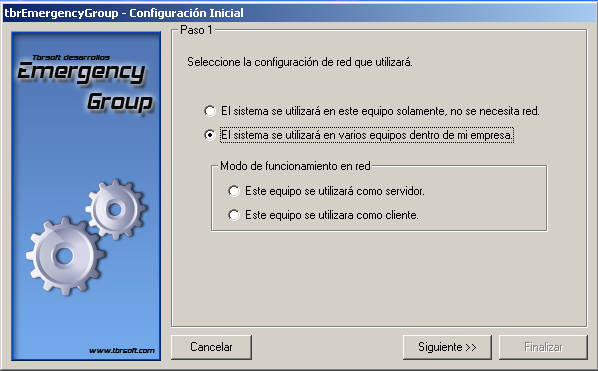 tbrEmergencyGroup - Configuración Inicial
Tbrsoft desarrollos
Emergency
Group
www.tbrsoft.com
Paso 1
Seleccione la configuración de red que utilizará.
El sistema se utilizará en este equipo solamente, no se necesita red.
El sistema se utilizará en varios equipos dentro de mi empresa.
Modo de funcionamiento en red
Este equipo se utilizará como servidor.
Este equipo se utilizara como cliente.
Cancelar
Siguiente >>
Finalizar